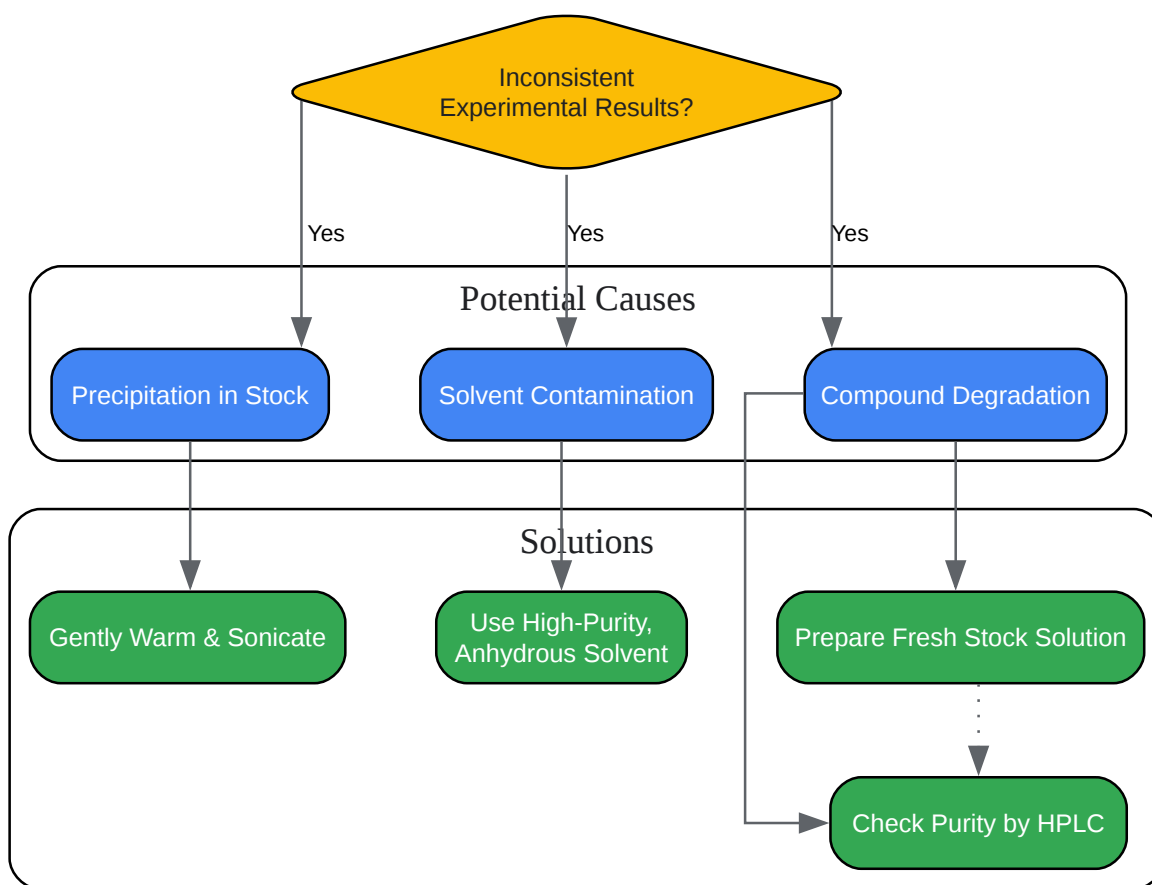 Inconsistent
Experimental Results?
Yes
Yes
Yes
Potential Causes
Precipitation in Stock
Solvent Contamination
Compound Degradation
Solutions
Gently Warm & Sonicate
Use High-Purity,
Anhydrous Solvent
Prepare Fresh Stock Solution
Check Purity by HPLC